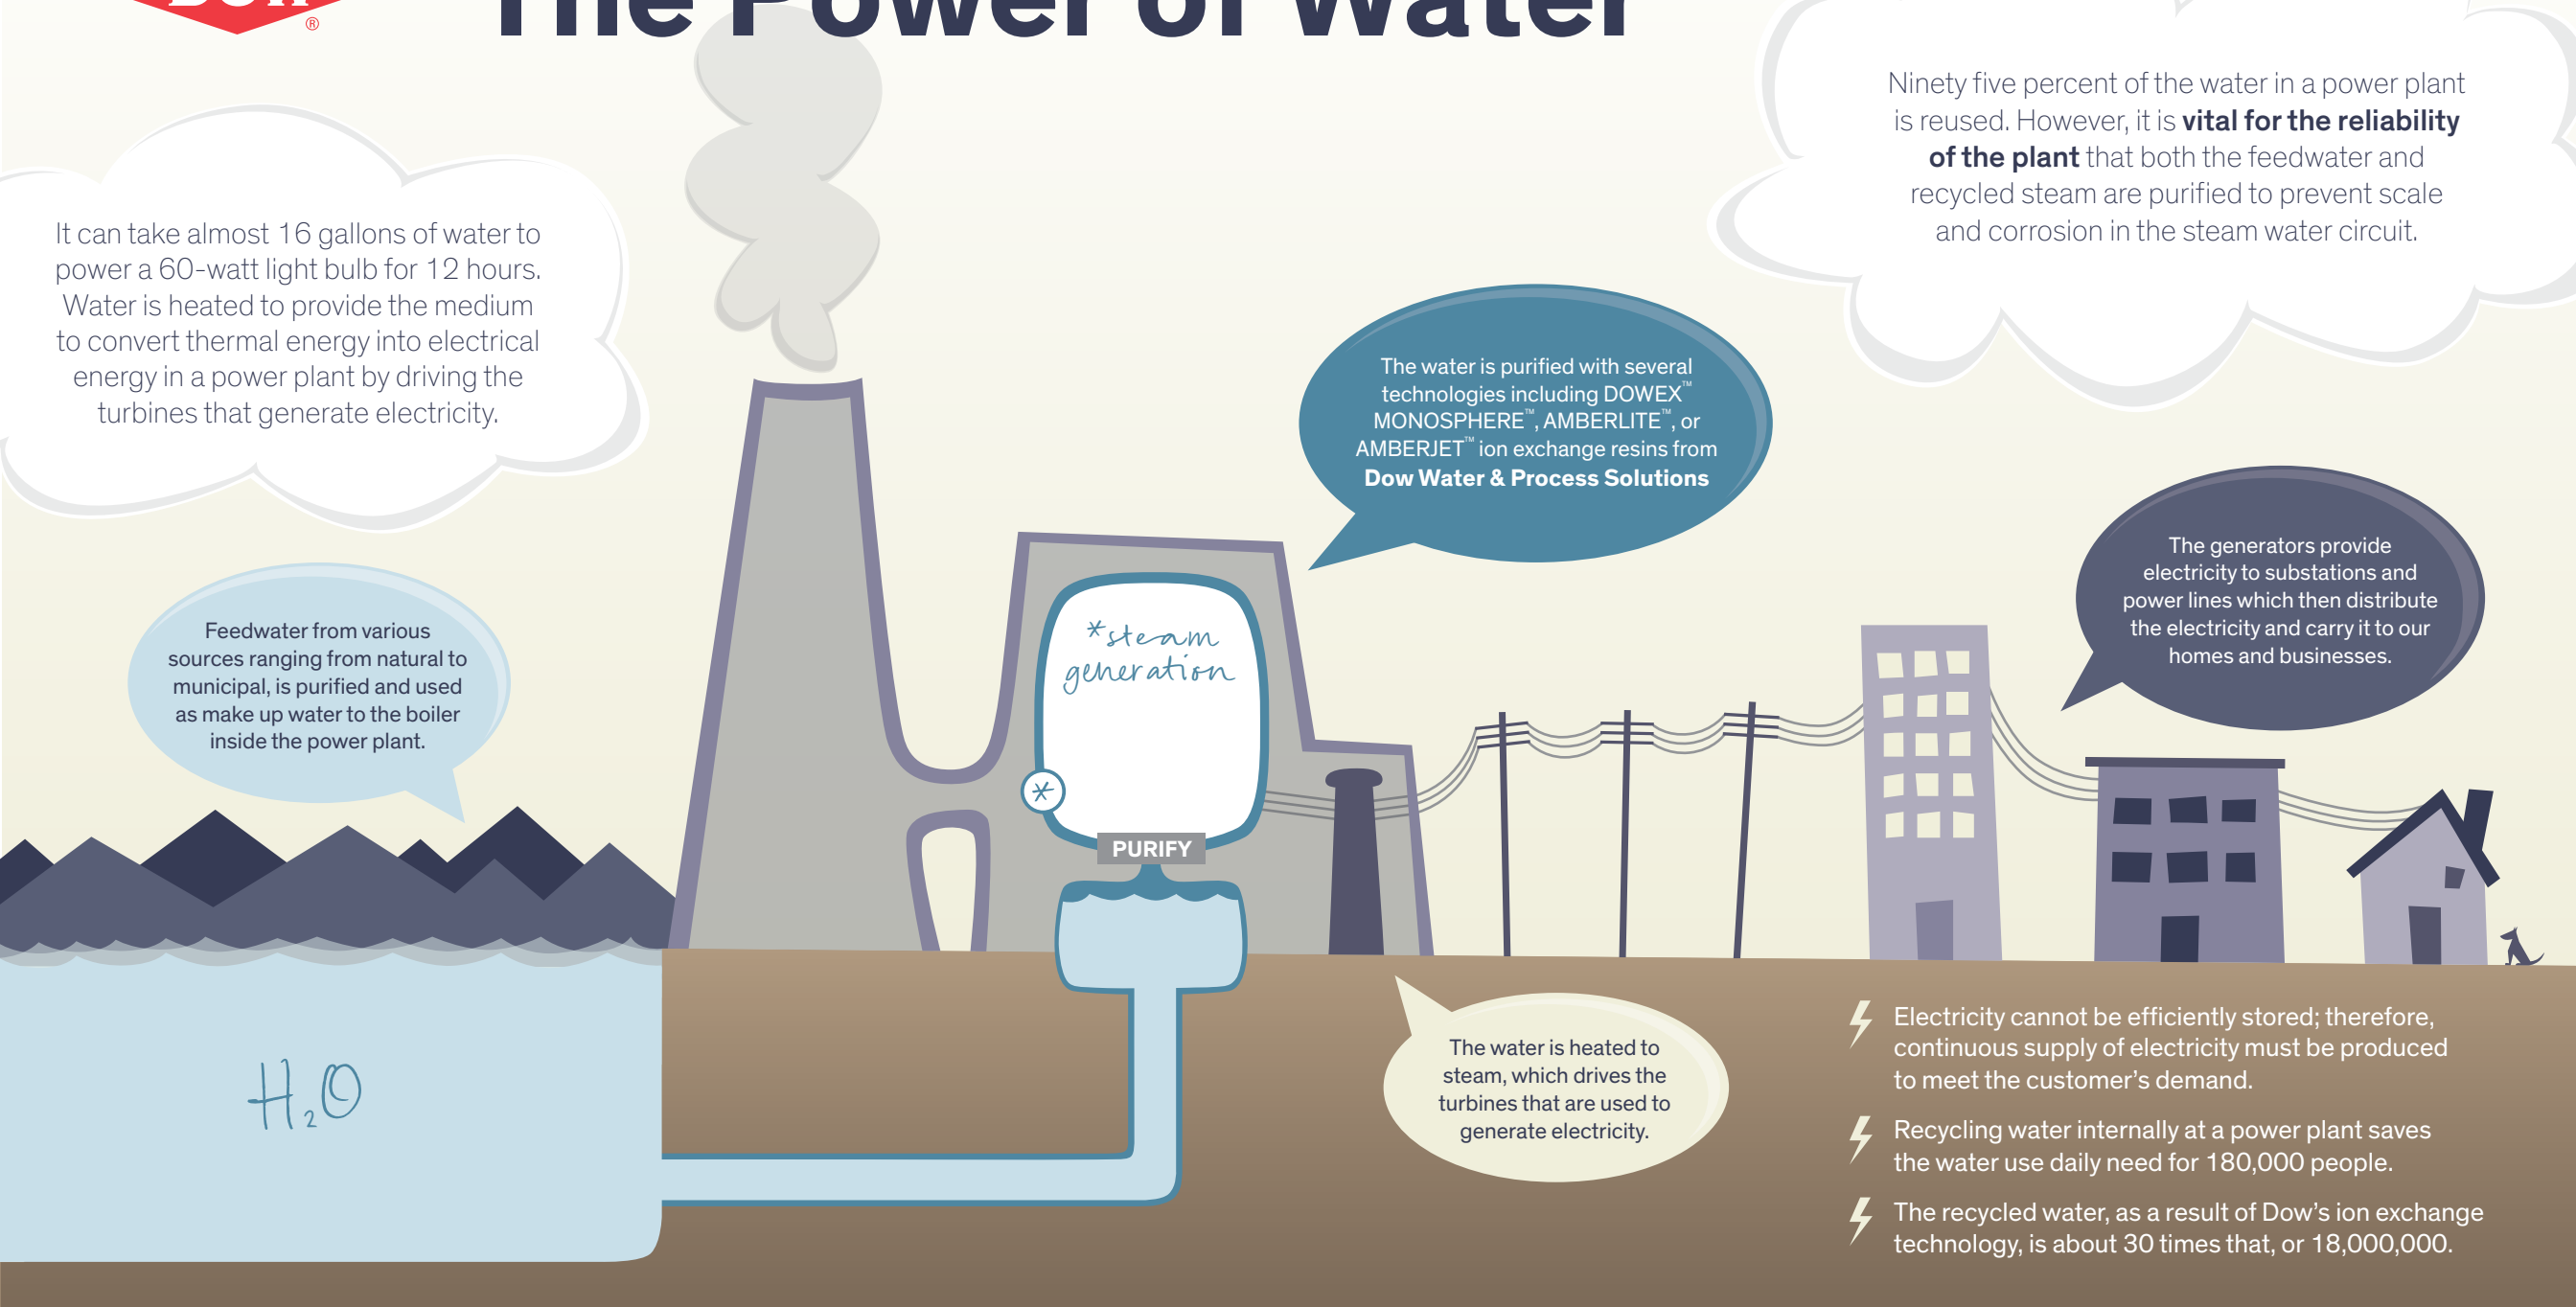 The Power of Water
DOW
®
Ninety five percent of the water in a power plant
is reused. However, it is vital for the reliability
of the plant that both the feedwater and
recycled steam are purified to prevent scale
and corrosion in the steam water circuit.
It can take almost 16 gallons of water to
power a 60-watt light bulb for 12 hours.
Water is heated to provide the medium
to convert thermal energy into electrical
energy in a power plant by driving the
turbines that generate electricity.
The water is purified with several
technologies including DOWEX™
MONOSPHERE™, AMBERLITE™, or
AMBERJET™ ion exchange resins from
Dow Water & Process Solutions
The generators provide
electricity to substations and
power lines which then distribute
the electricity and carry it to our
homes and businesses.
Feedwater from various
sources ranging from natural to
municipal, is purified and used
as make up water to the boiler
inside the power plant.
*steam
generation
*
PURIFY
H₂O
The water is heated to
steam, which drives the
turbines that are used to
generate electricity.
Electricity cannot be efficiently stored; therefore,
continuous supply of electricity must be produced
to meet the customer's demand.
Recycling water internally at a power plant saves
the water use daily need for 180,000 people.
The recycled water, as a result of Dow's ion exchange
technology, is about 30 times that, or 18,000,000.